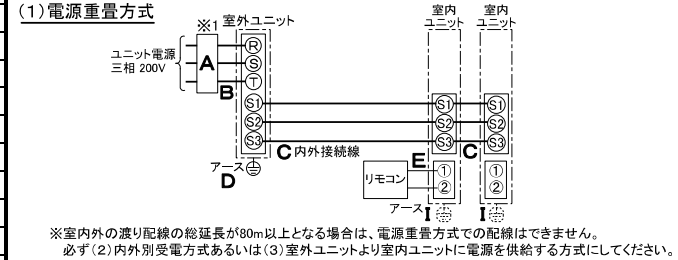 (1)電源重畳方式
※1 室外ユニット
室内
ユニット
室内
ユニット
ユニット電源
三相 200V
A
B
R
S
T
S1
S2
S3
S1
S2
S3
S1
S2
S3
C 内外接続線
C
アース
D
E
リモコン
①
②
①
②
アース I
I
※室内外の渡り配線の総延長が80m以上となる場合は、電源重畳方式での配線はできません。
必ず(2)内外別受電方式あるいは(3)室外ユニットより室内ユニットに電源を供給する方式にしてください。